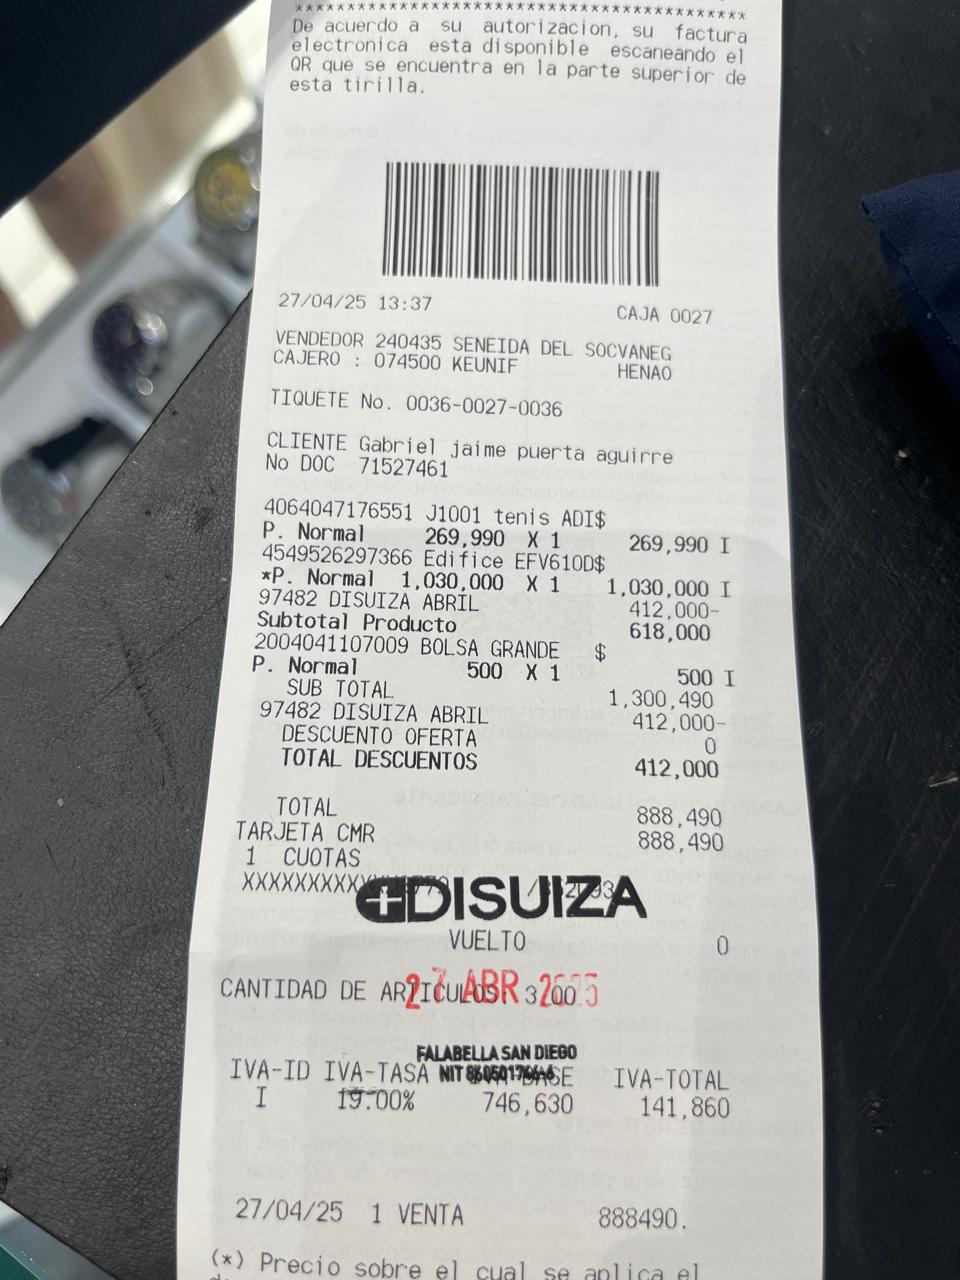 ****************************************
De acuerdo a su autorizacion, su factura
electronica esta disponible escaneando el
QR que se encuentra en la parte superior de
esta tirilla.
27/04/25 13:37 CAJA 0027
VENDEDOR 240435 SENEIDA DEL SOCVANEG
CAJERO : 074500 KEUNIF HENAO
TIQUETE No. 0036-0027-0036
CLIENTE Gabriel jaime puerta aguirre
No DOC 71527461
4064047176551 J1001 tenis ADI$
P. Normal 269,990 X 1 269,990 I
4549526297366 Edifice EFV610D$
*P. Normal 1,030,000 X 1 1,030,000 I
97482 DISUIZA ABRIL 412,000-
Subtotal Producto 618,000
2004041107009 BOLSA GRANDE $
P. Normal 500 X 1 500 I
SUB TOTAL 1,300,490
97482 DISUIZA ABRIL 412,000-
DESCUENTO OFERTA 0
TOTAL DESCUENTOS 412,000
TOTAL 888,490
TARJETA CMR 888,490
1 CUOTAS
DISUIZA
VUELTO 0
27 ABR 2025
CANTIDAD DE ARTICULOS: 3.00
FALABELLA SAN DIEGO
IVA-ID IVA-TASA IVA-BASE IVA-TOTAL
I 19.00% 746,630 141,860
27/04/25 1 VENTA 888490.
(*) Precio sobre el cual se aplica el